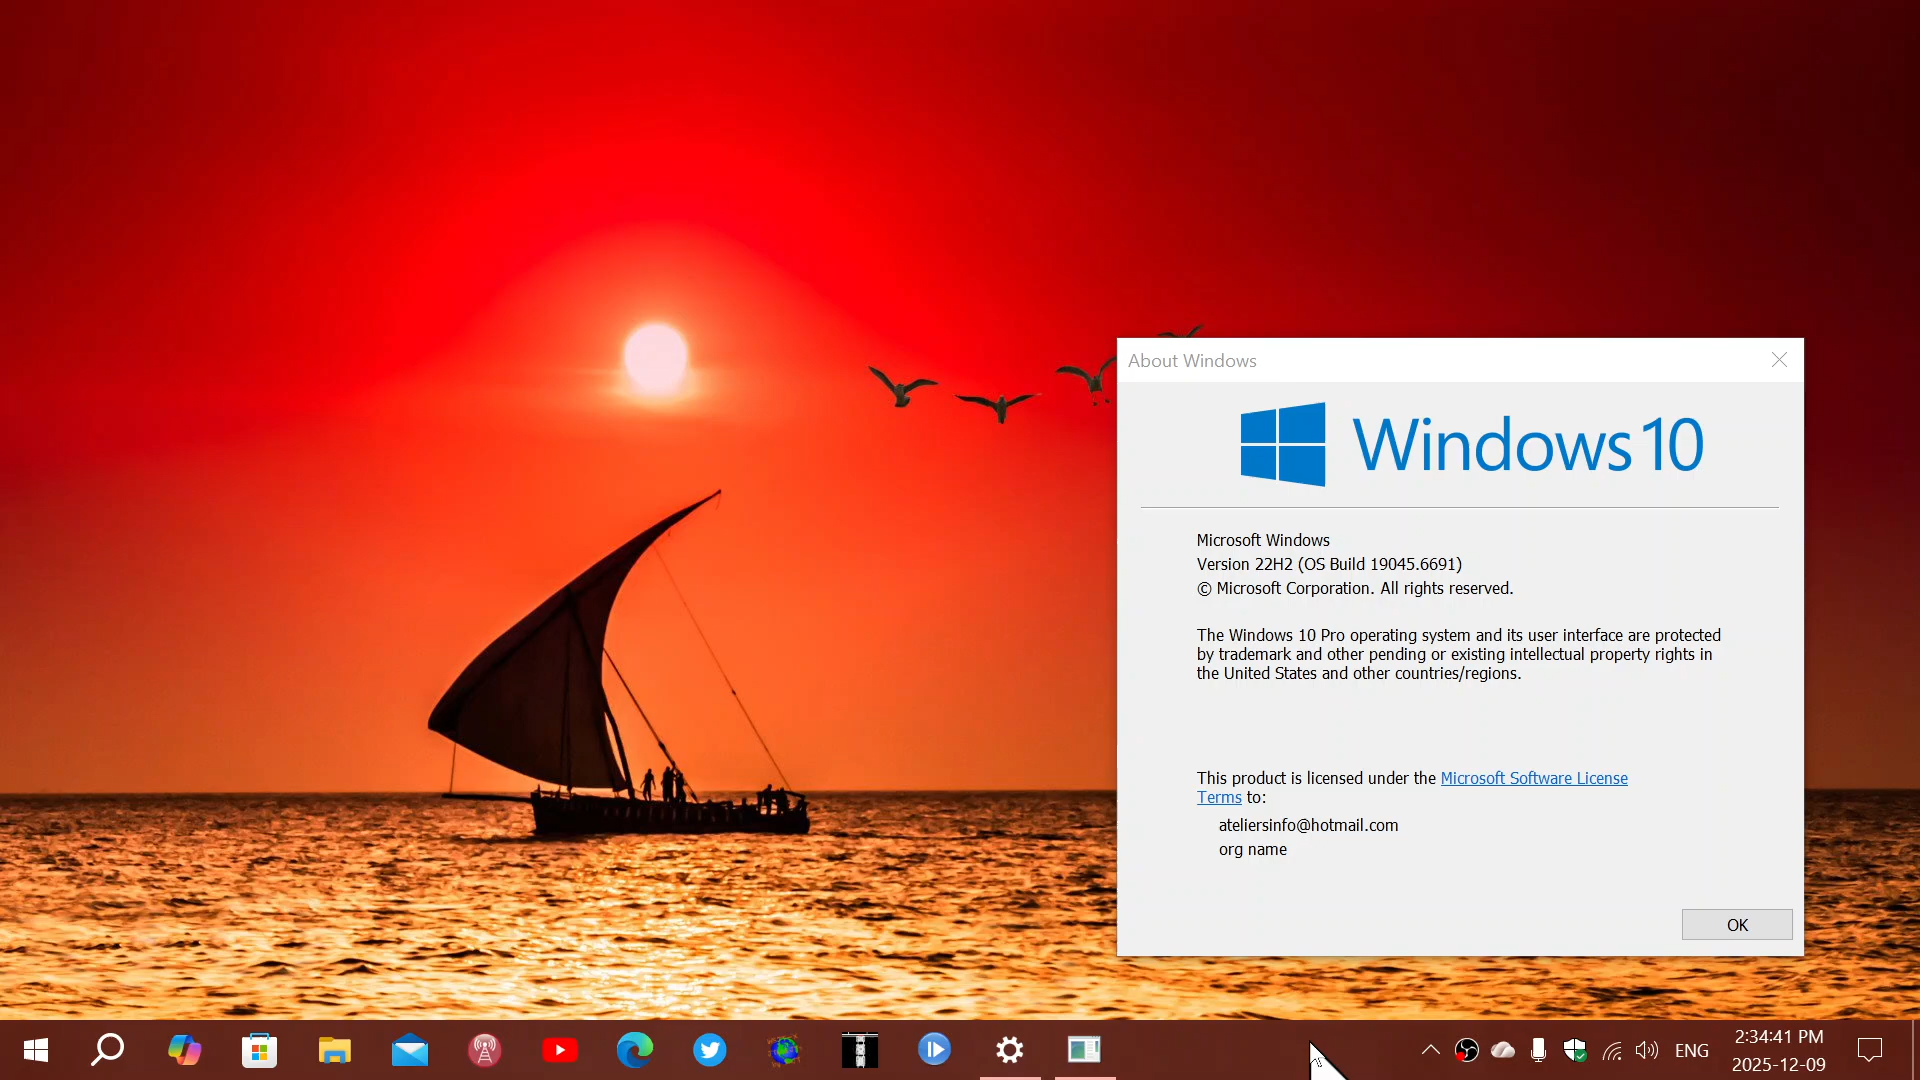 About Windows
Windows 10
Microsoft Windows
Version 22H2 (OS Build 19045.6691)
© Microsoft Corporation. All rights reserved.
The Windows 10 Pro operating system and its user interface are protected
by trademark and other pending or existing intellectual property rights in
the United States and other countries/regions.
This product is licensed under the Microsoft Software License
Terms to:
ateliersinfo@hotmail.com
org name
OK
ENG
2:34:41 PM
2025-12-09